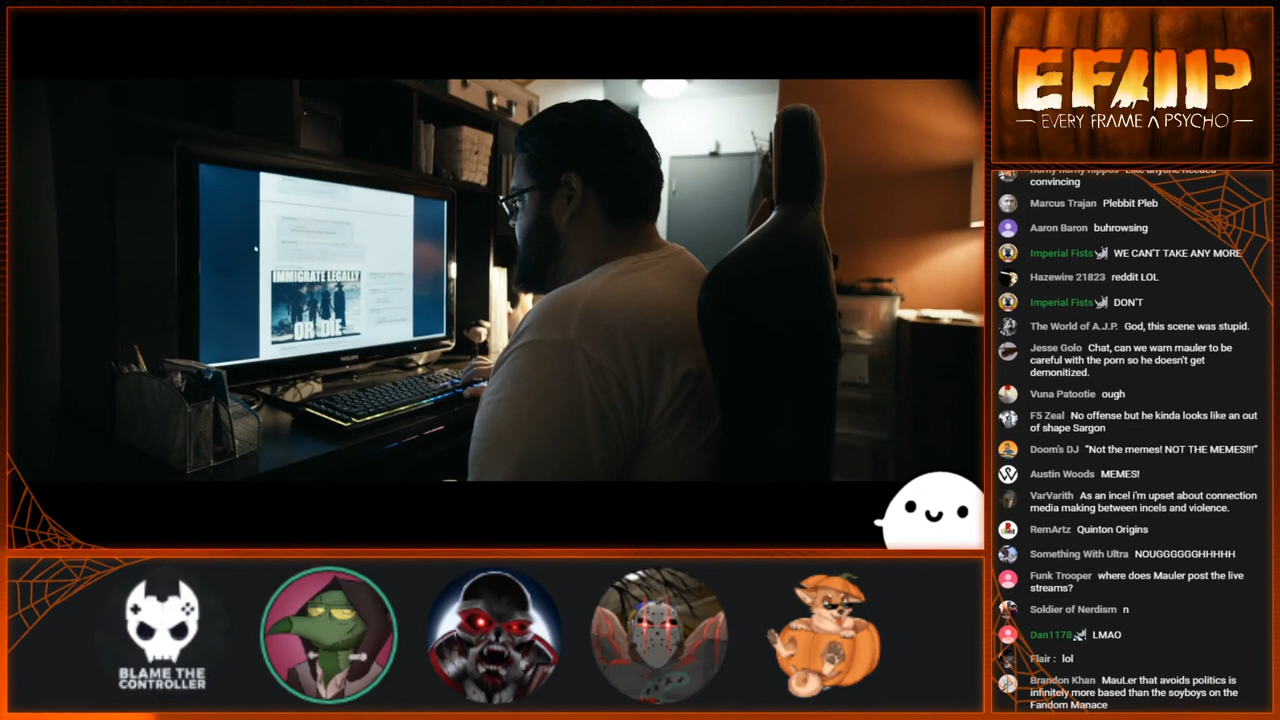 IMMIGRATE LEGALLY
OR DIE
EFAP
EVERY FRAME A PSYCHO
convincing
Marcus Trajan Plebbit Pleb
Aaron Baron buhrowsing
Imperial Fists WE CAN'T TAKE ANY MORE
Hazewire 21823 reddit LOL
Imperial Fists DON'T
The World of A.J.P. God, this scene was stupid.
Jesse Golo Chat, can we warn mauler to be
careful with the porn so he doesn't get
demonitized.
Vuna Patootie ough
F5 Zeal No offense but he kinda looks like an out
of shape Sargon
Doom's DJ "Not the memes! NOT THE MEMES!!!"
Austin Woods MEMES!
VarVarith As an incel i'm upset about connection
media making between incels and violence.
RemArtz Quinton Origins
Something With Ultra NOUGGGGGGHHHHH
Funk Trooper where does Mauler post the live
streams?
Soldier of Nerdism n
Dan1178 LMAO
Flair : lol
Brandon Khan MauLer that avoids politics is
infinitely more based than the soyboys on the
Fandom Manace
BLAME THE
CONTROLLER